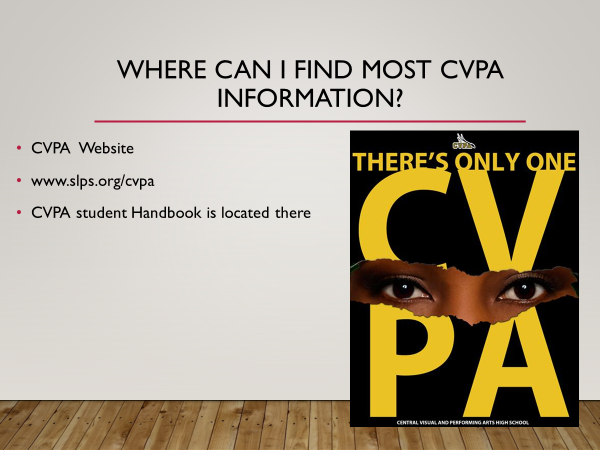 WHERE CAN I FIND MOST CVPA
INFORMATION?
• CVPA  Website
• www.slps.org/cvpa
• CVPA student Handbook is located there
CVPA
THERE'S ONLY ONE
CV
PA
CENTRAL VISUAL AND PERFORMING ARTS HIGH SCHOOL